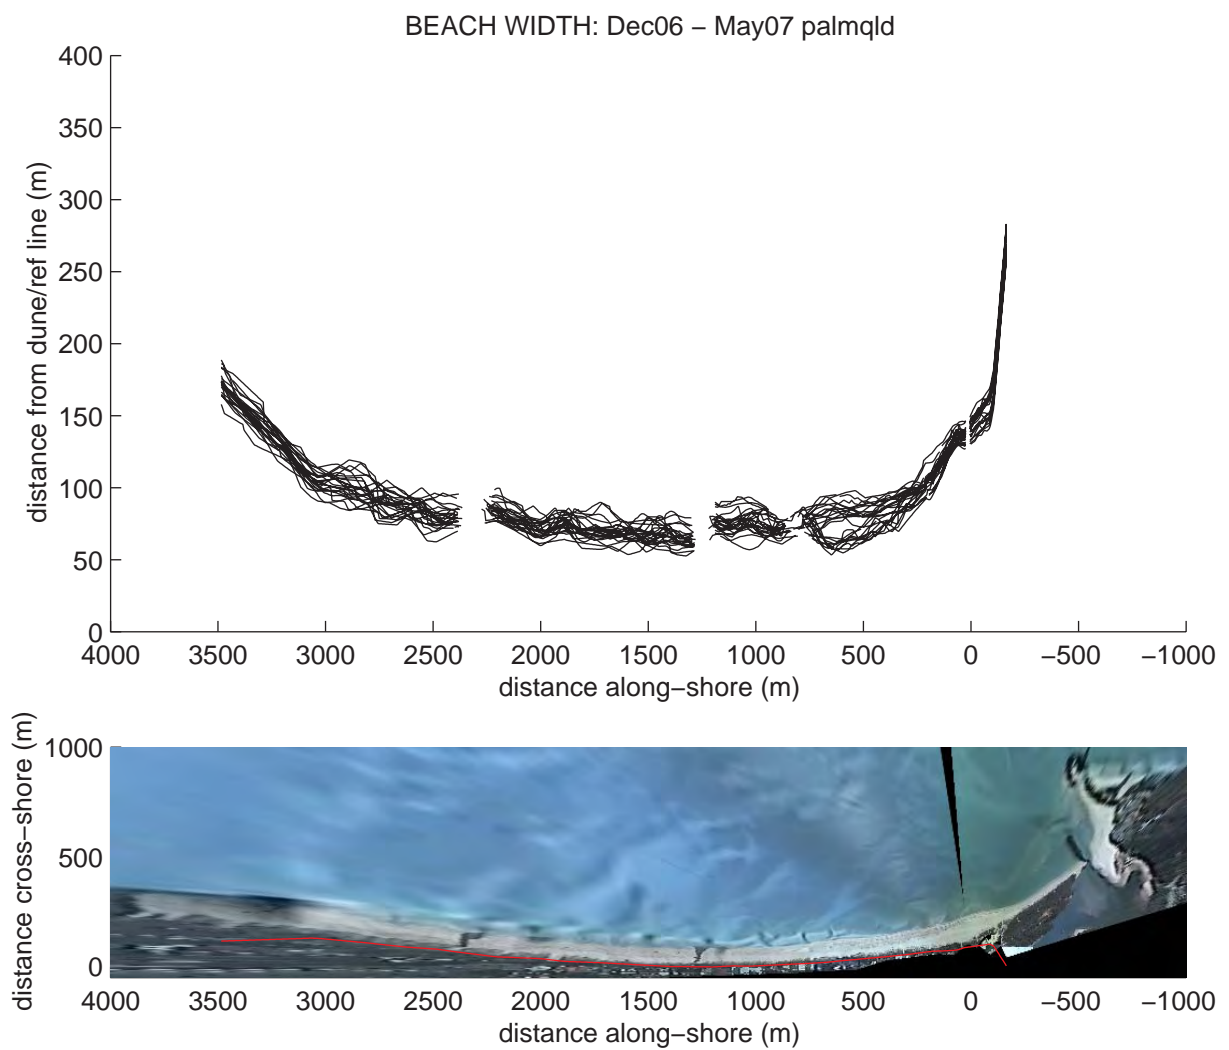 BEACH WIDTH: Dec06 − May07 palmqld
400
350
300
250
200
150
100
50
0
distance from dune/ref line (m)
4000 3500 3000 2500 2000 1500 1000 500 0 −500 −1000
distance along−shore (m)
1000
500
0
distance cross−shore (m)
4000 3500 3000 2500 2000 1500 1000 500 0 −500 −1000
distance along−shore (m)